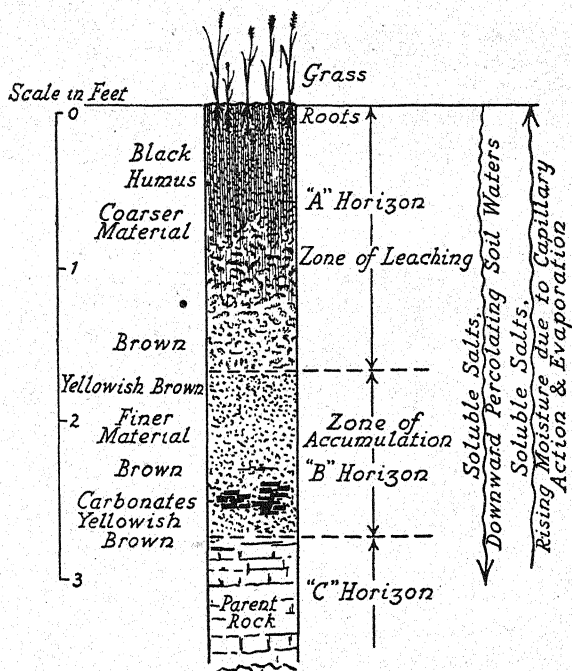 Grass
Scale in Feet
0
1
2
3
Black
Humus
Coarser
Material
Brown
Yellowish Brown
Finer
Material
Brown
Carbonates
Yellowish
Brown
Roots
"A" Horizon
Zone of Leaching
Zone of
Accumulation
"B" Horizon
"C" Horizon
Parent
Rock
Soluble Salts,
Downward Percolating Soil Waters
Soluble Salts,
Rising Moisture due to Capillary
Action & Evaporation